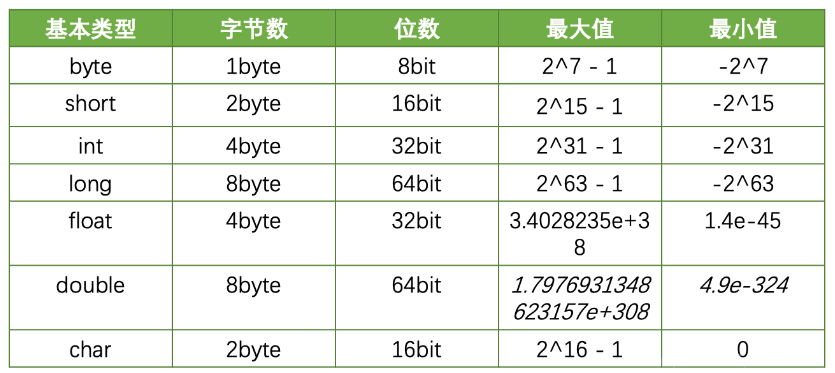 基本类型 字节数 位数 最大值 最小值
byte 1byte 8bit 2^7 - 1 -2^7
short 2byte 16bit 2^15 - 1 -2^15
int 4byte 32bit 2^31 - 1 -2^31
long 8byte 64bit 2^63 - 1 -2^63
float 4byte 32bit 3.4028235e+3 1.4e-45
8
double 8byte 64bit 1.7976931348 4.9e-324
623157e+308
char 2byte 16bit 2^16 - 1 0